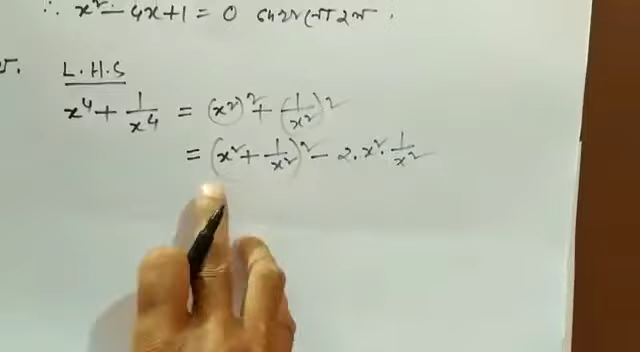 ∴ x² - 4x + 1 = 0
L.H.S
x⁴ + 1/x⁴ = (x²)² + (1/x²)²
= (x² + 1/x²)² - 2.x².1/x²